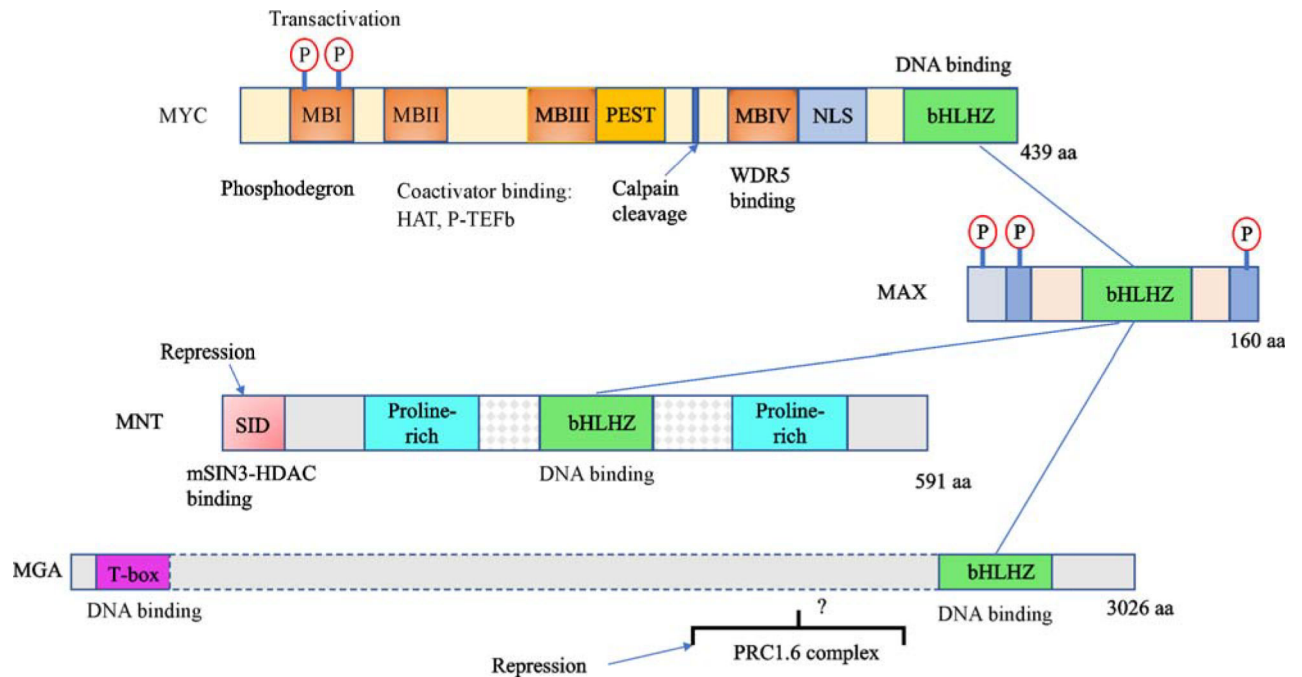 Transactivation
P P
DNA binding
MYC MBI MBII MBIII PEST MBIV NLS bHLHZ
439 aa
Phosphodegron
Coactivator binding:
HAT, P-TEFb
Calpain
cleavage
WDR5
binding
P P P
MAX bHLHZ
160 aa
Repression
MNT SID Proline-
rich bHLHZ Proline-
rich
mSIN3-HDAC
binding
DNA binding
591 aa
MGA T-box bHLHZ
DNA binding
DNA binding
3026 aa
?
Repression
PRC1.6 complex